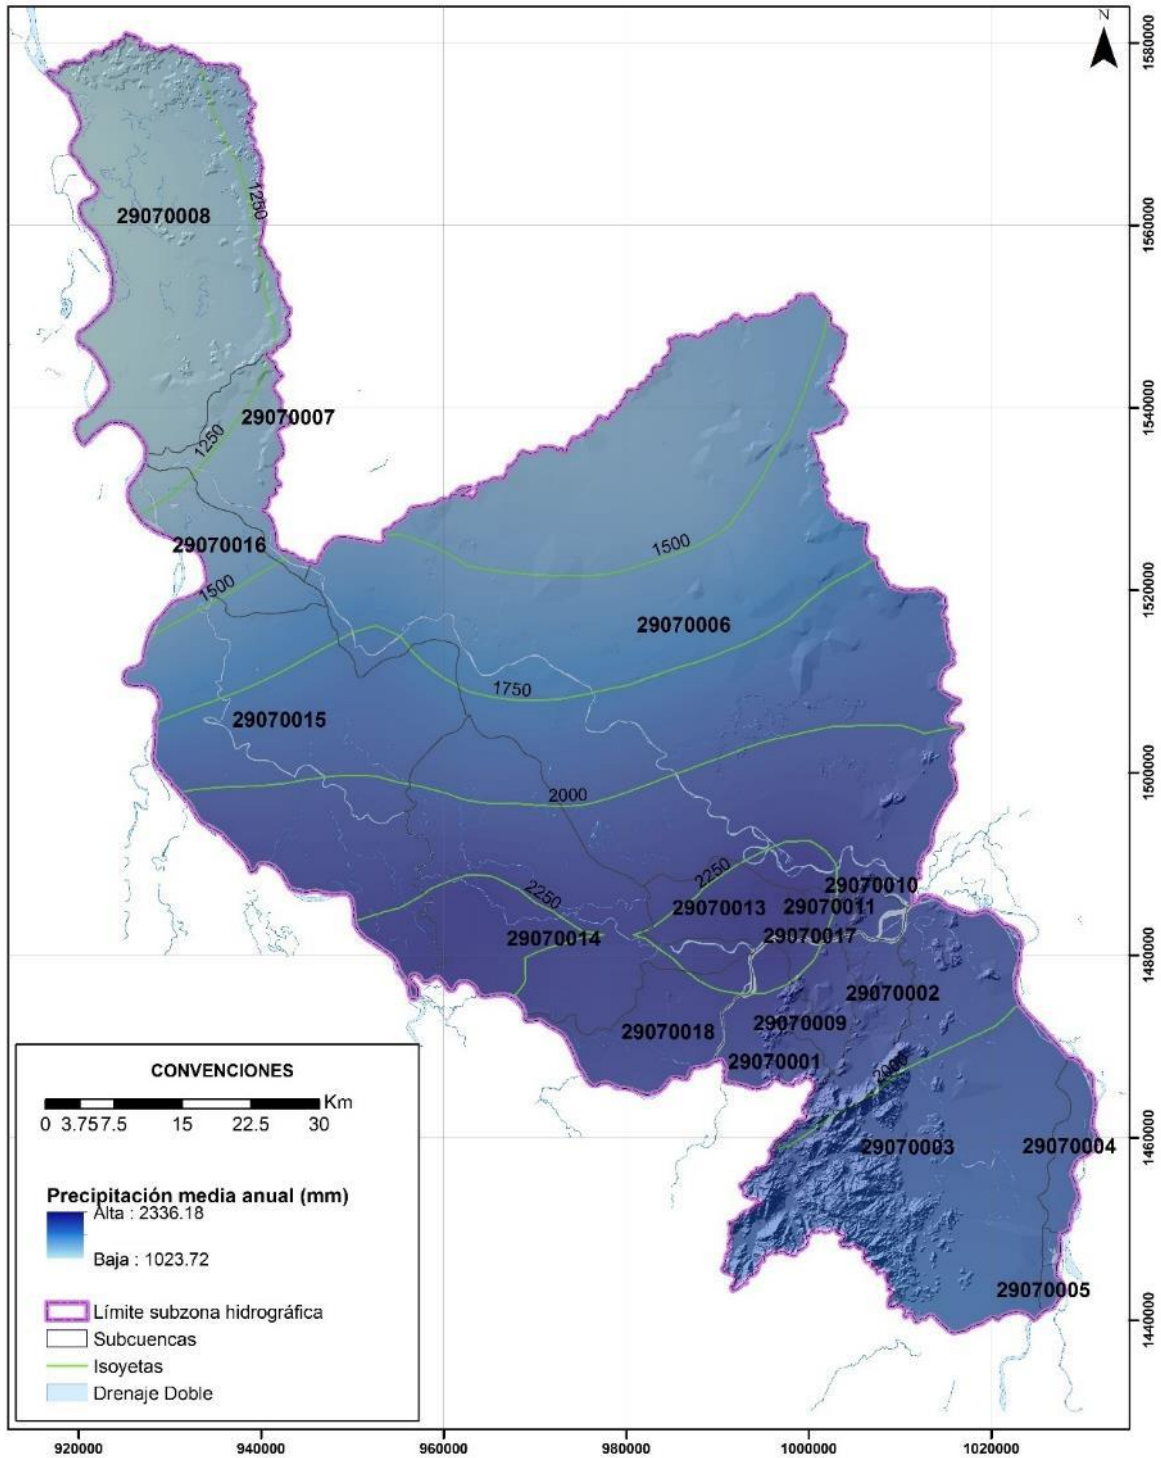 N
1580000
1250
29070008
1560000
29070007
1540000
1250
29070016
1500
1500
1520000
29070006
1750
29070015
2000
1500000
2250
29070010
2250
29070013
29070011
29070014
29070017
1480000
29070002
29070018
29070009
29070001
2000
CONVENCIONES
Km
0 3.75 7.5 15 22.5 30
29070003
29070004
1460000
Precipitación media anual (mm)
Alta : 2336.18
Baja : 1023.72
29070005
1440000
Límite subzona hidrográfica
Subcuencas
Isoyetas
Drenaje Doble
920000 940000 960000 980000 1000000 1020000